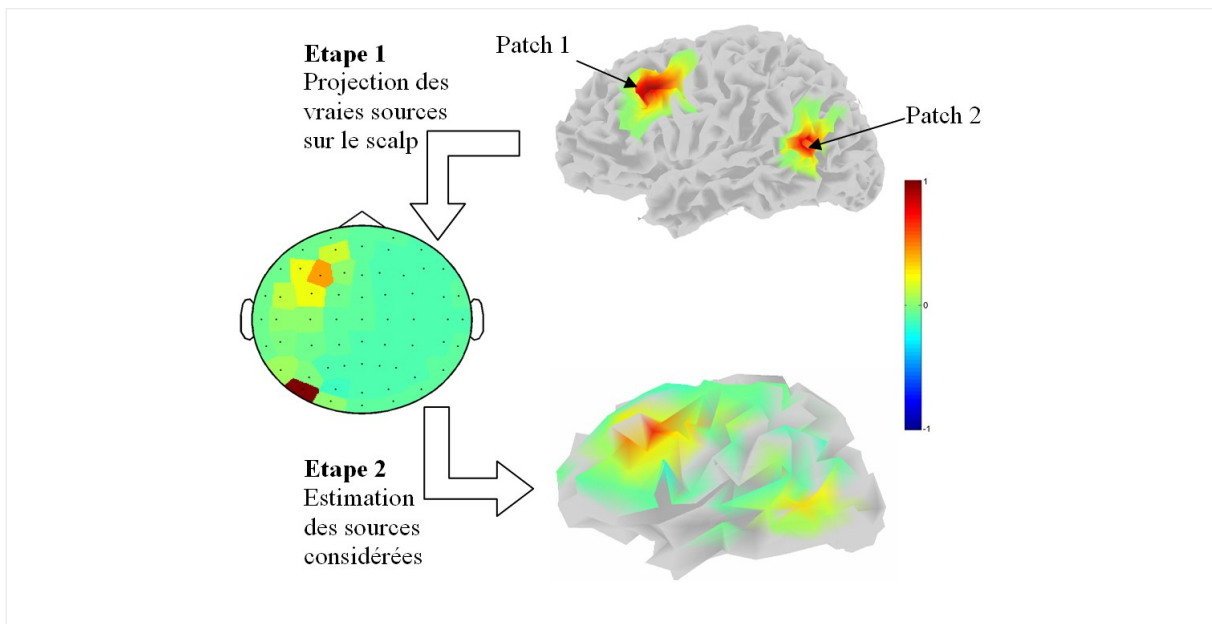 Etape 1
Projection des
vraies sources
sur le scalp
Patch 1
Patch 2
1
0
-1
Etape 2
Estimation
des sources
considérées